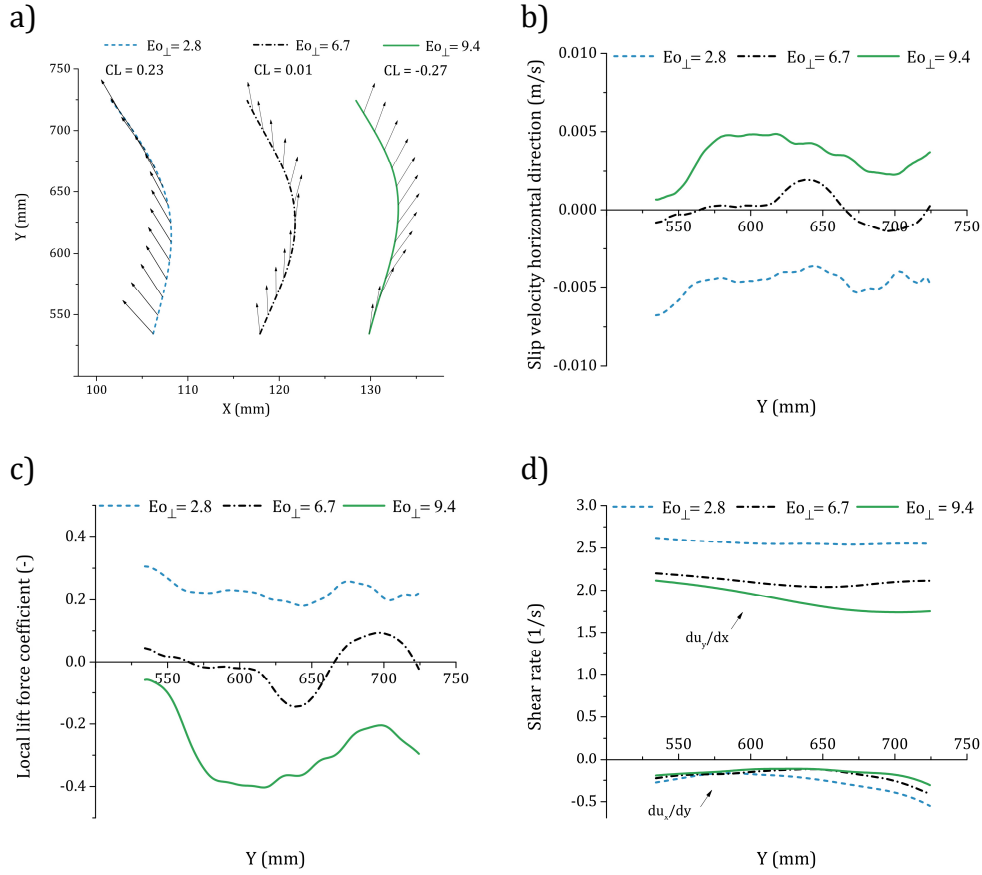 a)
Eo⊥= 2.8 Eo⊥= 6.7 Eo⊥= 9.4
CL = 0.23 CL = 0.01 CL = -0.27
750
700
650
600
550
Y (mm)
100 110 120 130
X (mm)
b)
Eo⊥= 2.8 Eo⊥= 6.7 Eo⊥= 9.4
0.010
0.005
0.000
-0.005
-0.010
550 600 650 700 750
Slip velocity horizontal direction (m/s)
Y (mm)
c)
Eo⊥= 2.8 Eo⊥= 6.7 Eo⊥= 9.4
0.4
0.2
0.0
-0.2
-0.4
550 600 650 700 750
Local lift force coefficient (-)
Y (mm)
d)
Eo⊥= 2.8 Eo⊥= 6.7 Eo⊥ = 9.4
3.0
2.5
2.0
1.5
1.0
0.5
0.0
-0.5
du_y/dx
550 600 650 700 750
du_x/dy
Shear rate (1/s)
Y (mm)